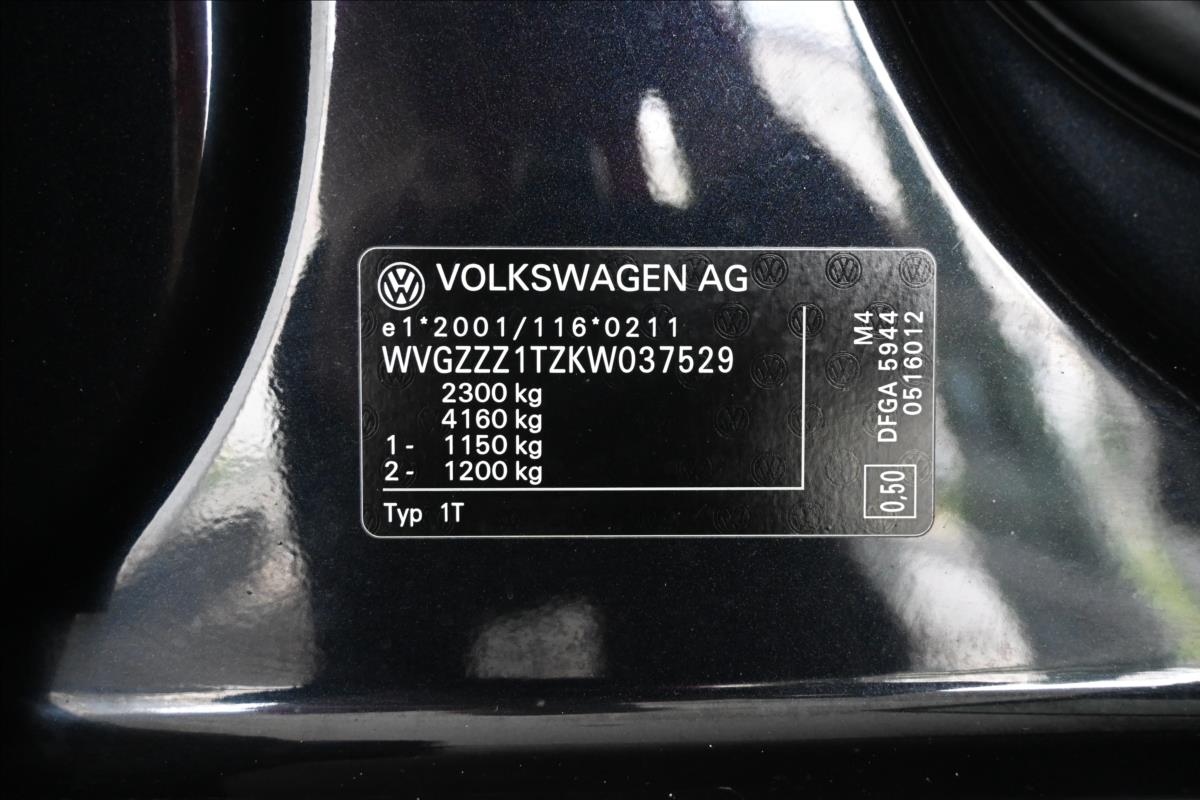 VOLKSWAGEN AG
e1*2001/116*0211
WVGZZZ1TZKW037529
2300 kg
4160 kg
1- 1150 kg
2- 1200 kg
Typ 1T
M4
DFGA 5944
0516012
0,50